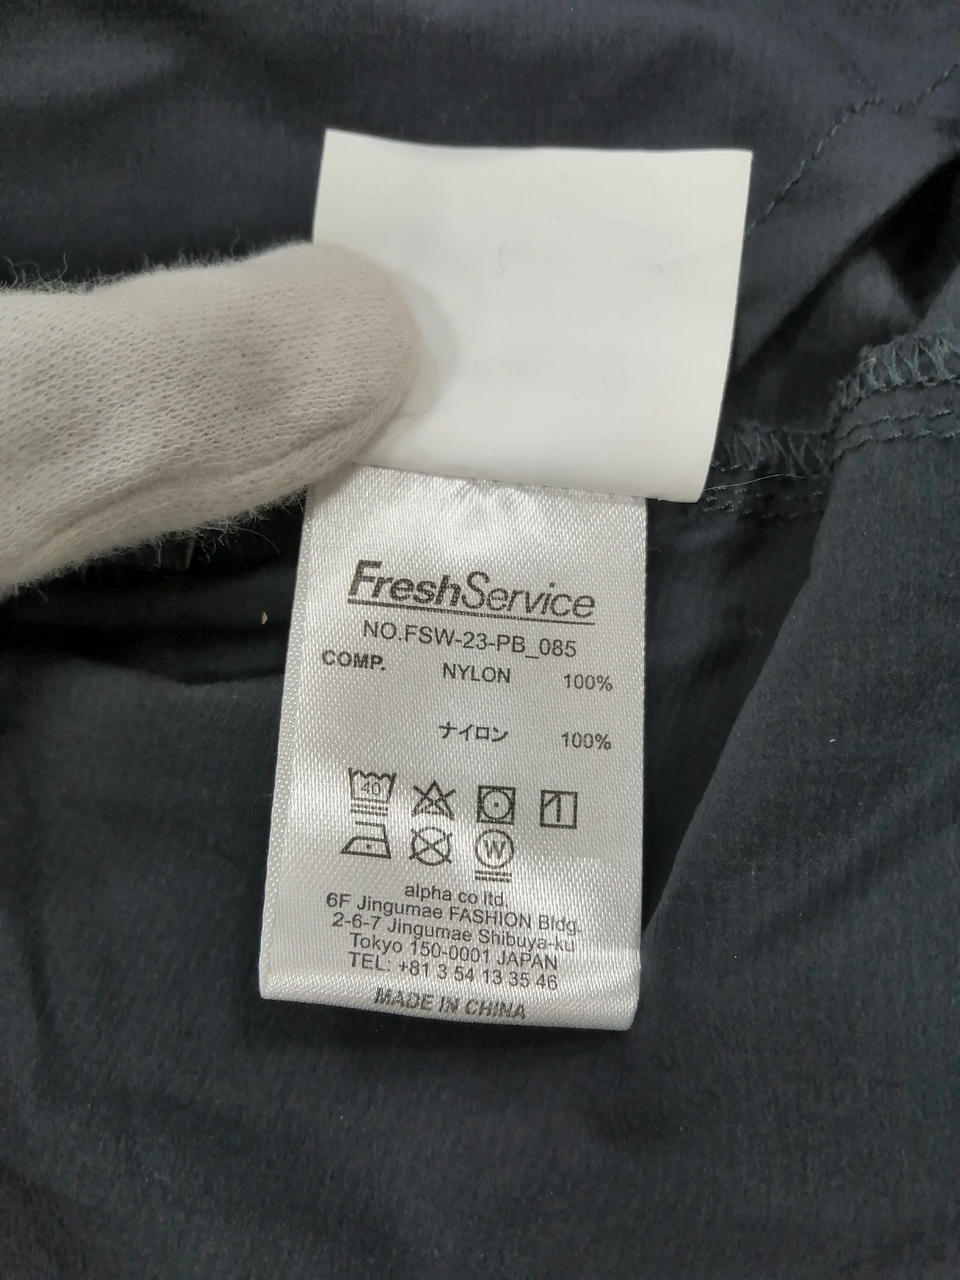 FreshService
NO.FSW-23-PB_085
COMP. NYLON 100%
ナイロン 100%
40
W
alpha co ltd.
6F Jingumae FASHION Bldg.
2-6-7 Jingumae Shibuya-ku
Tokyo 150-0001 JAPAN
TEL: +81 3 54 13 35 46
MADE IN CHINA